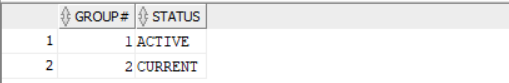 GROUP# STATUS
1 1 ACTIVE
2 2 CURRENT